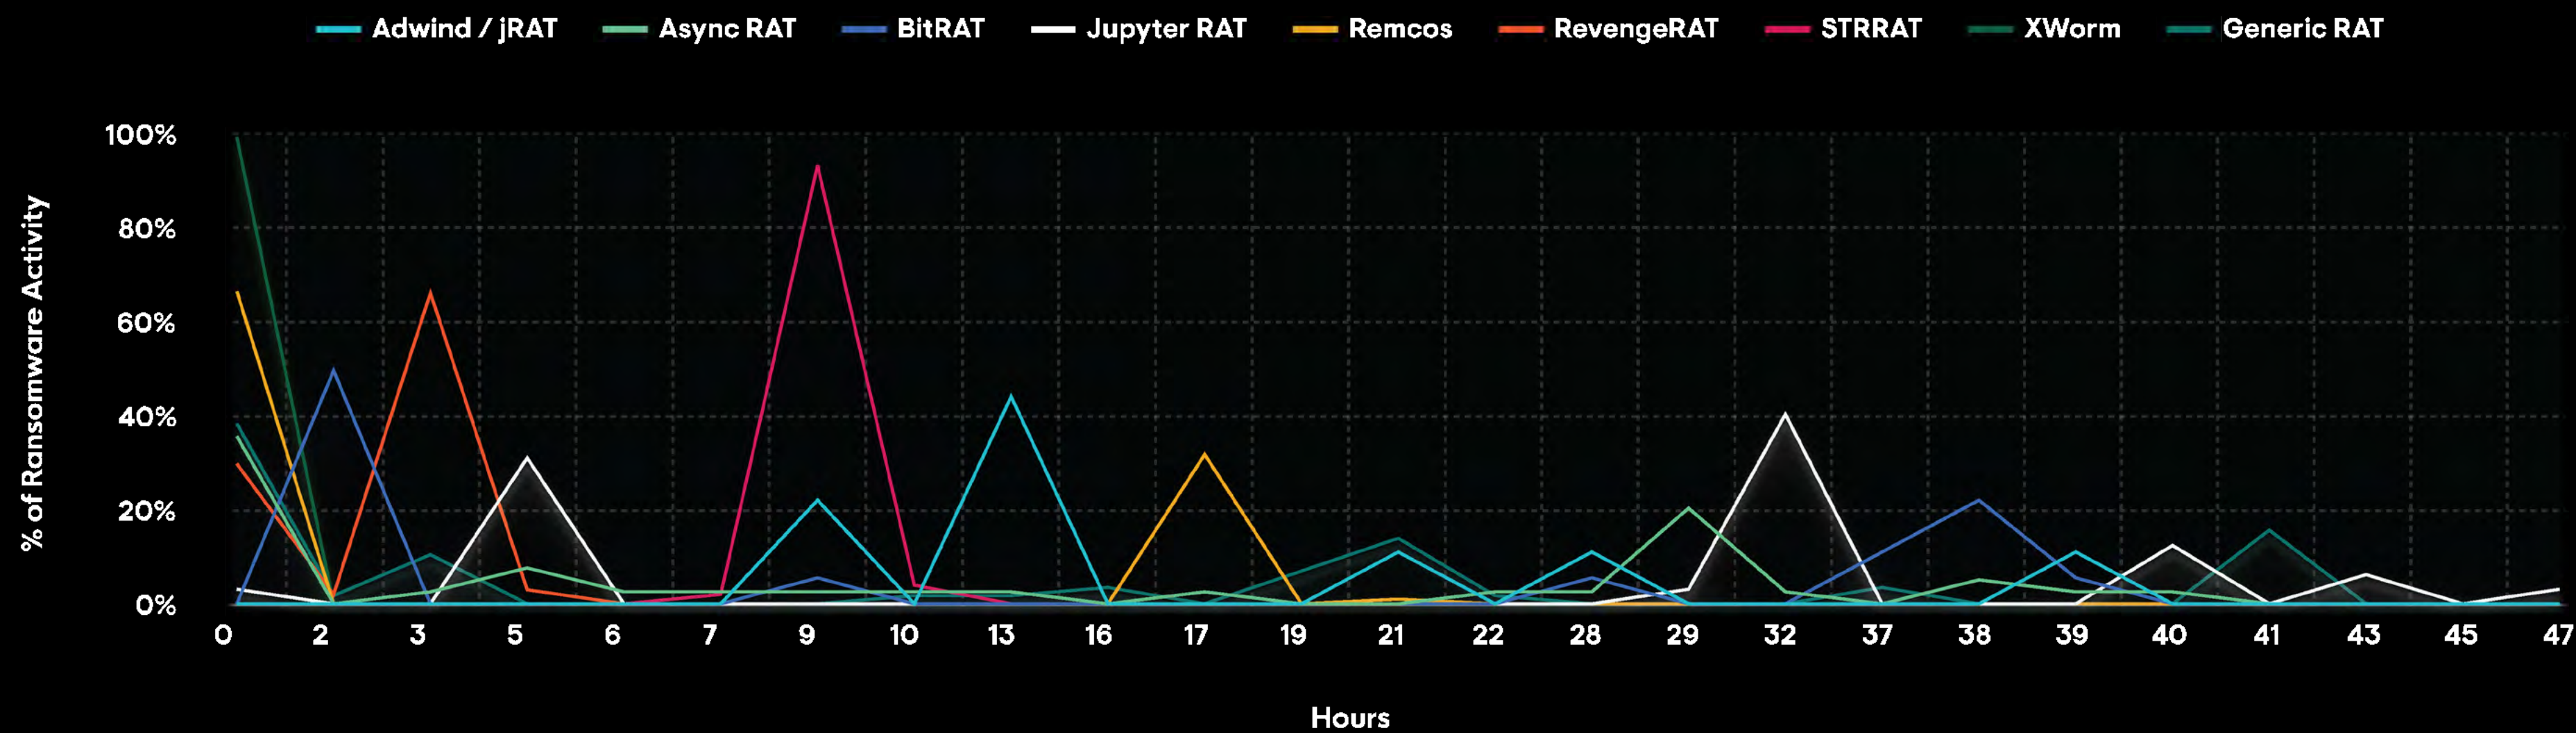 Adwind / jRAT Async RAT BitRAT Jupyter RAT Remcos RevengeRAT STRRAT XWorm Generic RAT
% of Ransomware Activity
100%
80%
60%
40%
20%
0%
0 2 3 5 6 7 9 10 13 16 17 19 21 22 28 29 32 37 38 39 40 41 43 45 47
Hours